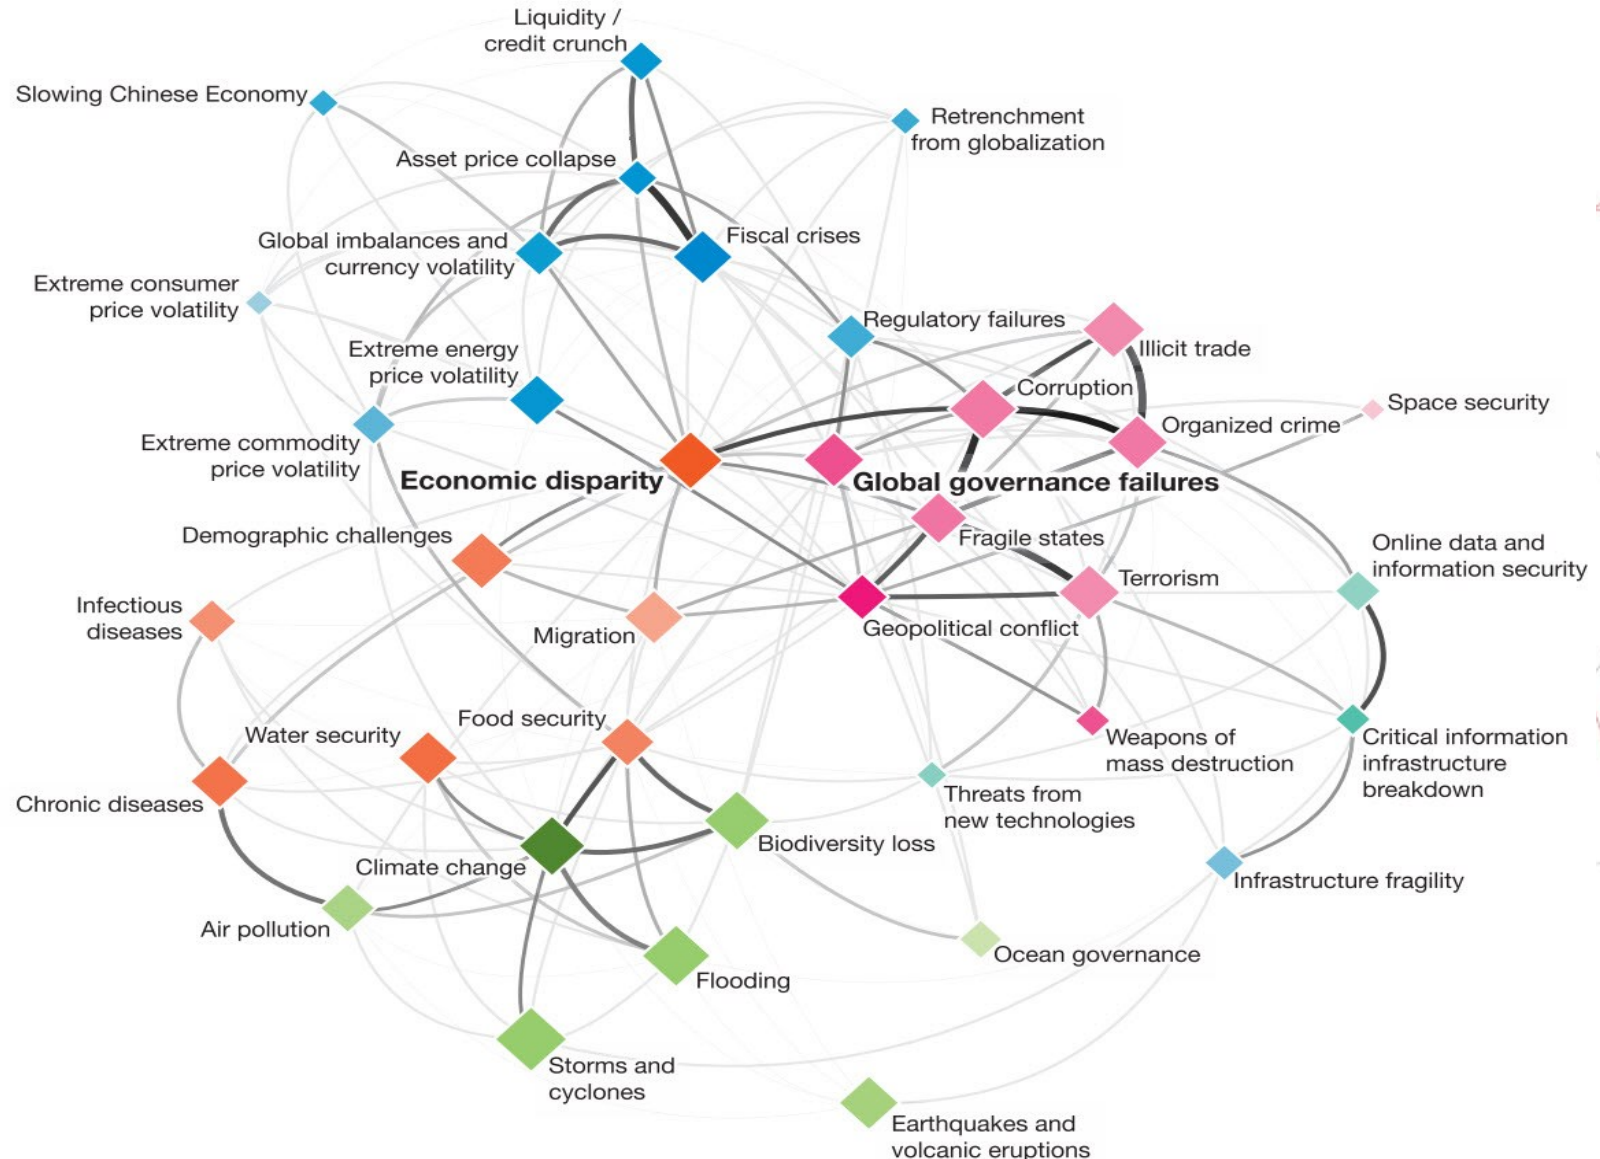 Liquidity /
credit crunch
Slowing Chinese Economy
Retrenchment
from globalization
Asset price collapse
Global imbalances and
currency volatility
Fiscal crises
Extreme consumer
price volatility
Regulatory failures
Illicit trade
Extreme energy
price volatility
Corruption
Space security
Organized crime
Extreme commodity
price volatility
Economic disparity
Global governance failures
Demographic challenges
Fragile states
Online data and
information security
Terrorism
Infectious
diseases
Migration
Geopolitical conflict
Food security
Water security
Weapons of
mass destruction
Critical information
infrastructure
breakdown
Chronic diseases
Threats from
new technologies
Biodiversity loss
Climate change
Infrastructure fragility
Air pollution
Ocean governance
Flooding
Storms and
cyclones
Earthquakes and
volcanic eruptions